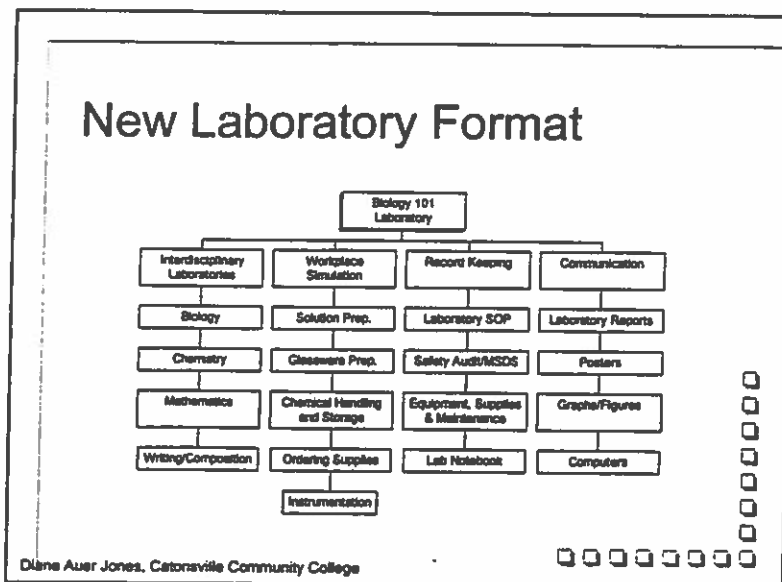 New Laboratory Format
Biology 101
Laboratory
Interdisciplinary
Laboratories
Workplace
Simulation
Record Keeping
Communication
Biology
Solution Prep.
Laboratory SOP
Laboratory Reports
Chemistry
Glassware Prep.
Safety Audit/MSDS
Posters
Mathematics
Chemical Handling
and Storage
Equipment, Supplies
& Maintenance
Graphs/Figures
Writing/Composition
Ordering Supplies
Lab Notebook
Computers
Instrumentation
Diane Auer Jones, Catonsville Community College